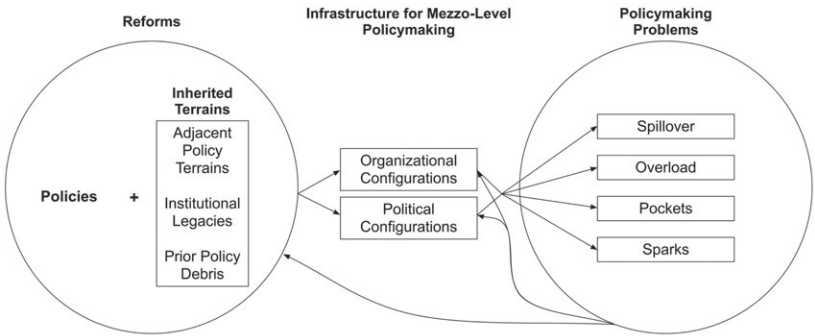 Reforms
Infrastructure for Mezzo-Level
Policymaking
Policymaking
Problems
Inherited
Terrains
Adjacent
Policy
Terrains
Institutional
Legacies
Prior Policy
Debris
Policies +
Organizational
Configurations
Political
Configurations
Spillover
Overload
Pockets
Sparks